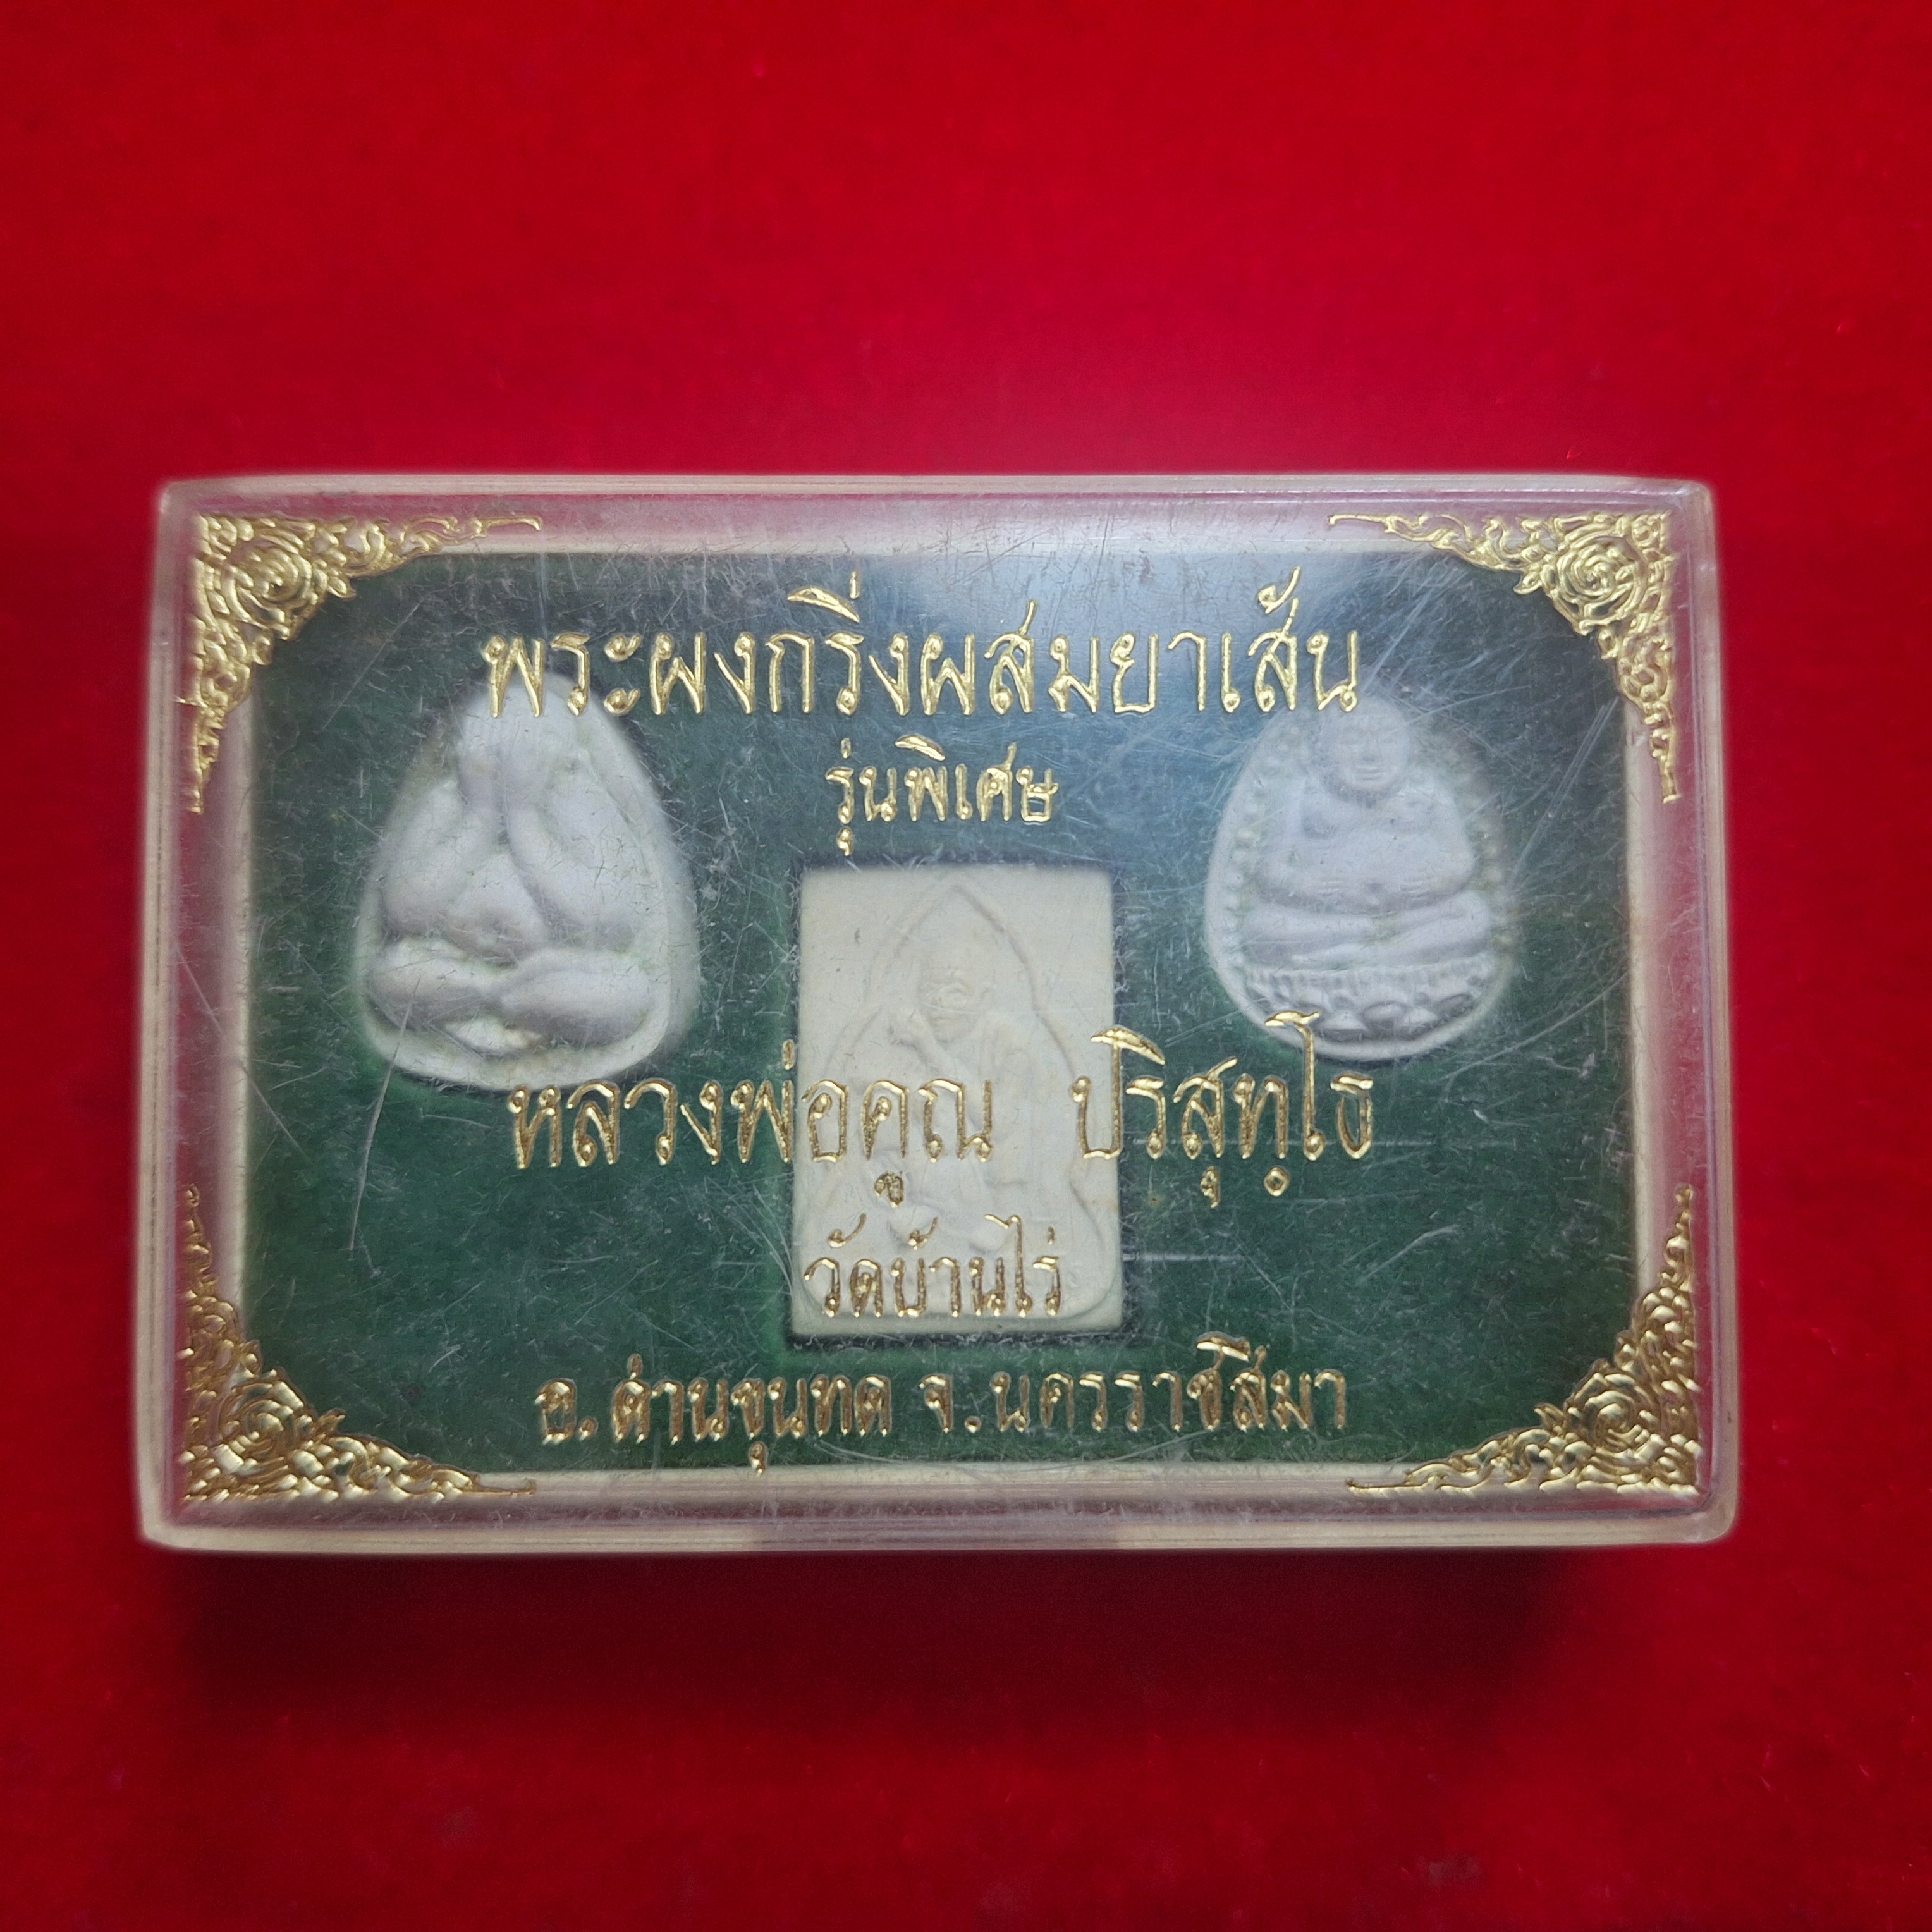 พระผงกริ่งผสมยาเส้น
รุ่นพิเศษ
หลวงพ่อคูณ ปริสุทฺโธ
วัดบ้านไร่
อ.ด่านขุนทด จ.นครราชสีมา